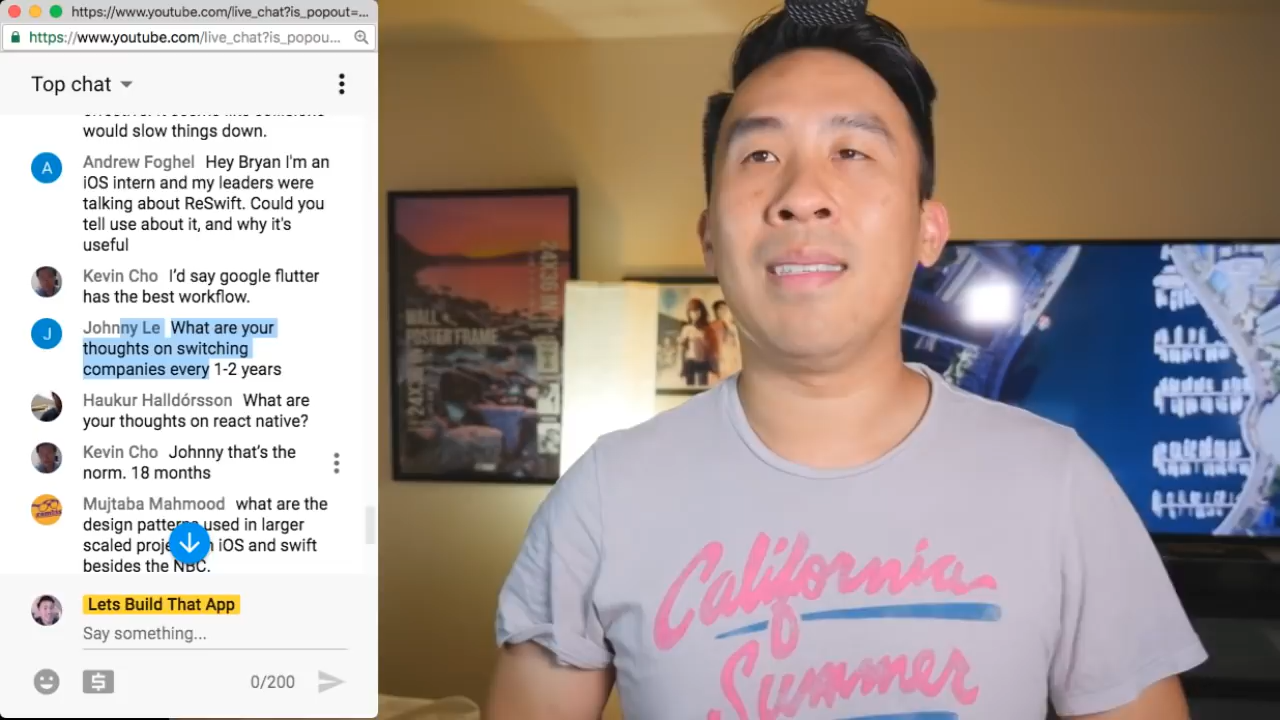 https://www.youtube.com/live_chat?is_popout=...
https://www.youtube.com/live_chat?is_popou...
Top chat
would slow things down.
Andrew Foghel Hey Bryan I'm an
iOS intern and my leaders were
talking about ReSwift. Could you
tell use about it, and why it's
useful
Kevin Cho I'd say google flutter
has the best workflow.
Johnny Le What are your
thoughts on switching
companies every 1-2 years
Haukur Halldórsson What are
your thoughts on react native?
Kevin Cho Johnny that's the
norm. 18 months
Mujtaba Mahmood what are the
design patterns used in larger
scaled iOS and swift
besides the NBC.
Lets Build That App
Say something...
0/200
24X36 IN
WALL
POSTER FRAME
California
Summer